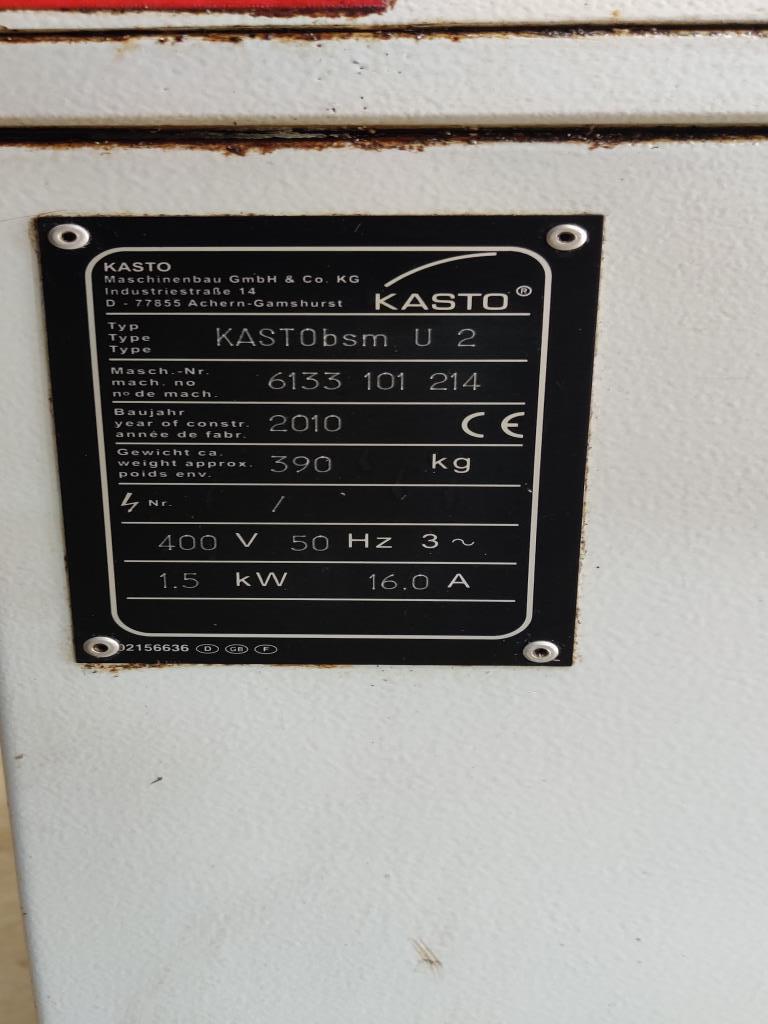 KASTO
Maschinenbau GmbH & Co. KG
Industriestraße 14
D - 77855 Achern-Gamshurst
KASTO®
Typ
Type
Type
KASTObsm U 2
Masch.-Nr.
mach. no
nº de mach.
6133 101 214
Baujahr
year of constr.
année de fabr.
2010
CE
Gewicht ca.
weight approx.
poids env.
390 kg
Nr. /
400 V 50 Hz 3 ~
1.5 kW 16.0 A
02156636 D GB F